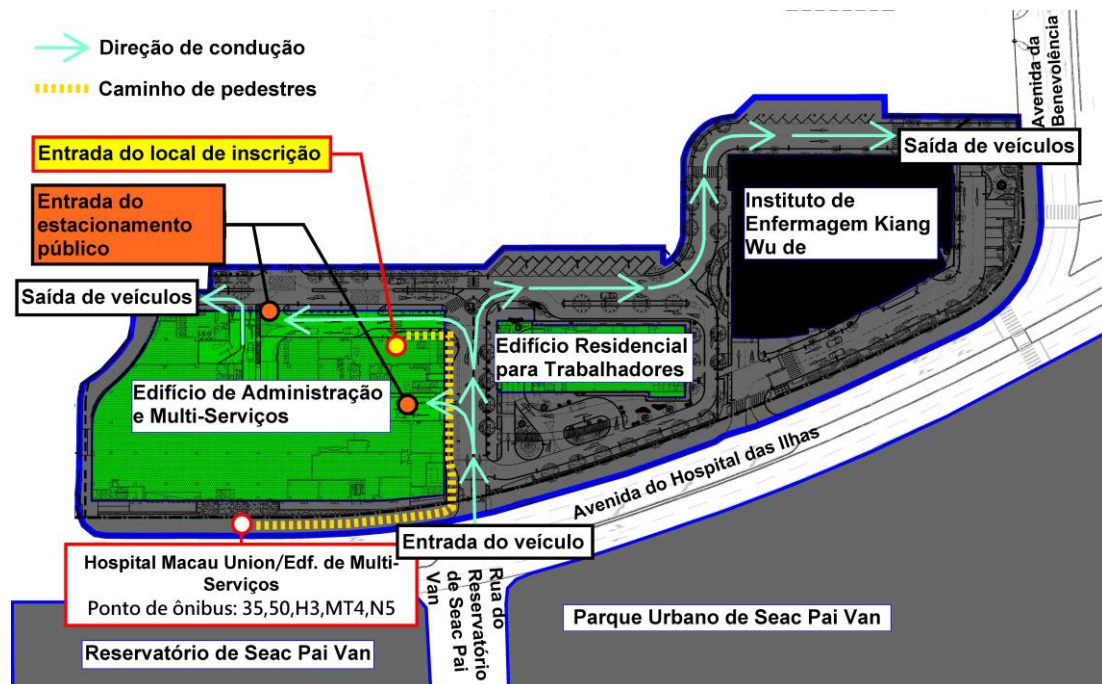 Direção de condução
Caminho de pedestres
Entrada do local de inscrição
Entrada do
estacionamento
público
Saída de veículos
Edifício de Administração
e Multi-Serviços
Edifício Residencial
para Trabalhadores
Instituto de
Enfermagem Kiang
Wu de
Saída de veículos
Avenida da
Benevolência
Avenida do Hospital das Ilhas
Entrada do veículo
Hospital Macau Union/Edf. de Multi-
Serviços
Ponto de ônibus: 35,50,H3,MT4,N5
Rua do
Reservatório
de Seac Pai
Van
Reservatório de Seac Pai Van
Parque Urbano de Seac Pai Van